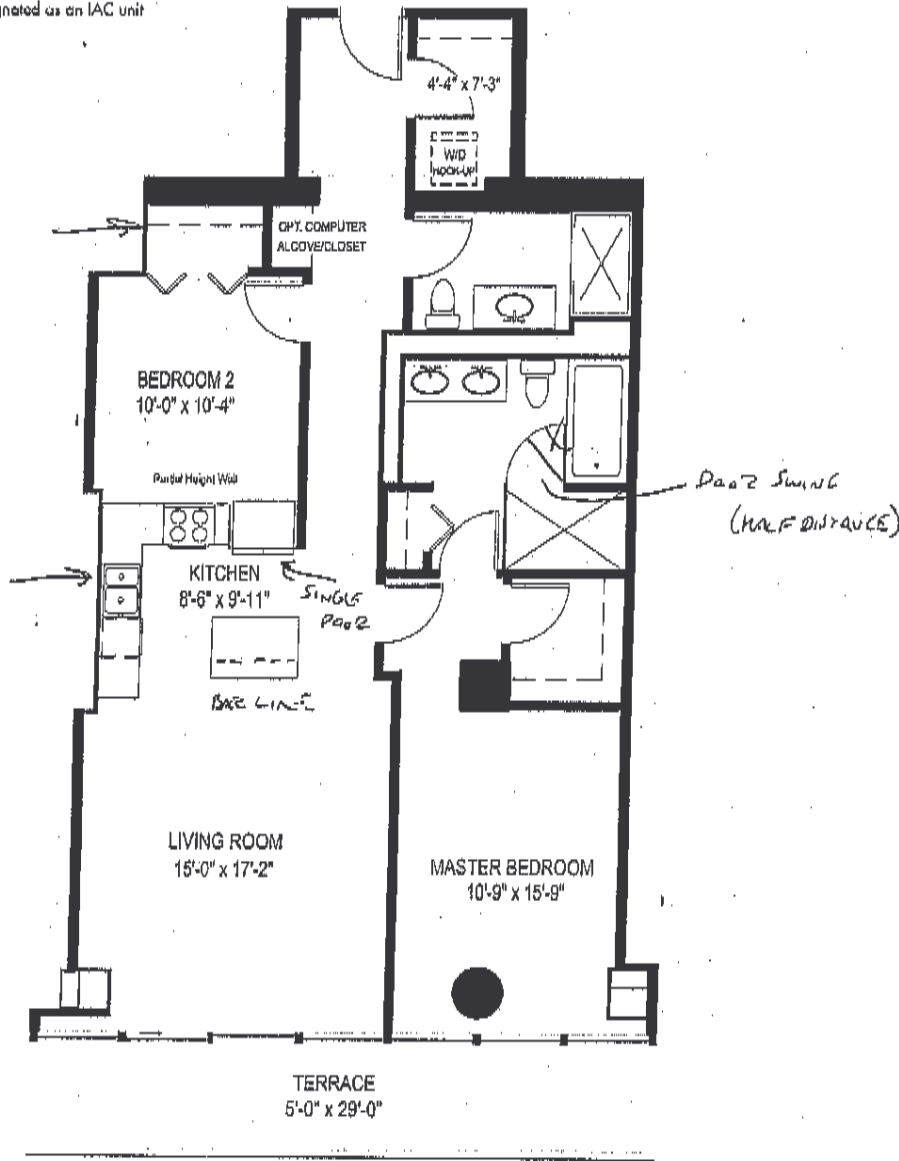 gnated as an IAC unit
4'-4" x 7'-3"
W/D
HOOK-UP
OPT. COMPUTER
ALCOVE/CLOSET
BEDROOM 2
10'-0" x 10'-4"
Partial Height Wall
DOOR SWING
(HALF DISTANCE)
KITCHEN
8'-6" x 9'-11"
SINGLE
DOOR
BAR LINE
LIVING ROOM
15'-0" x 17'-2"
MASTER BEDROOM
10'-9" x 15'-9"
TERRACE
5'-0" x 29'-0"